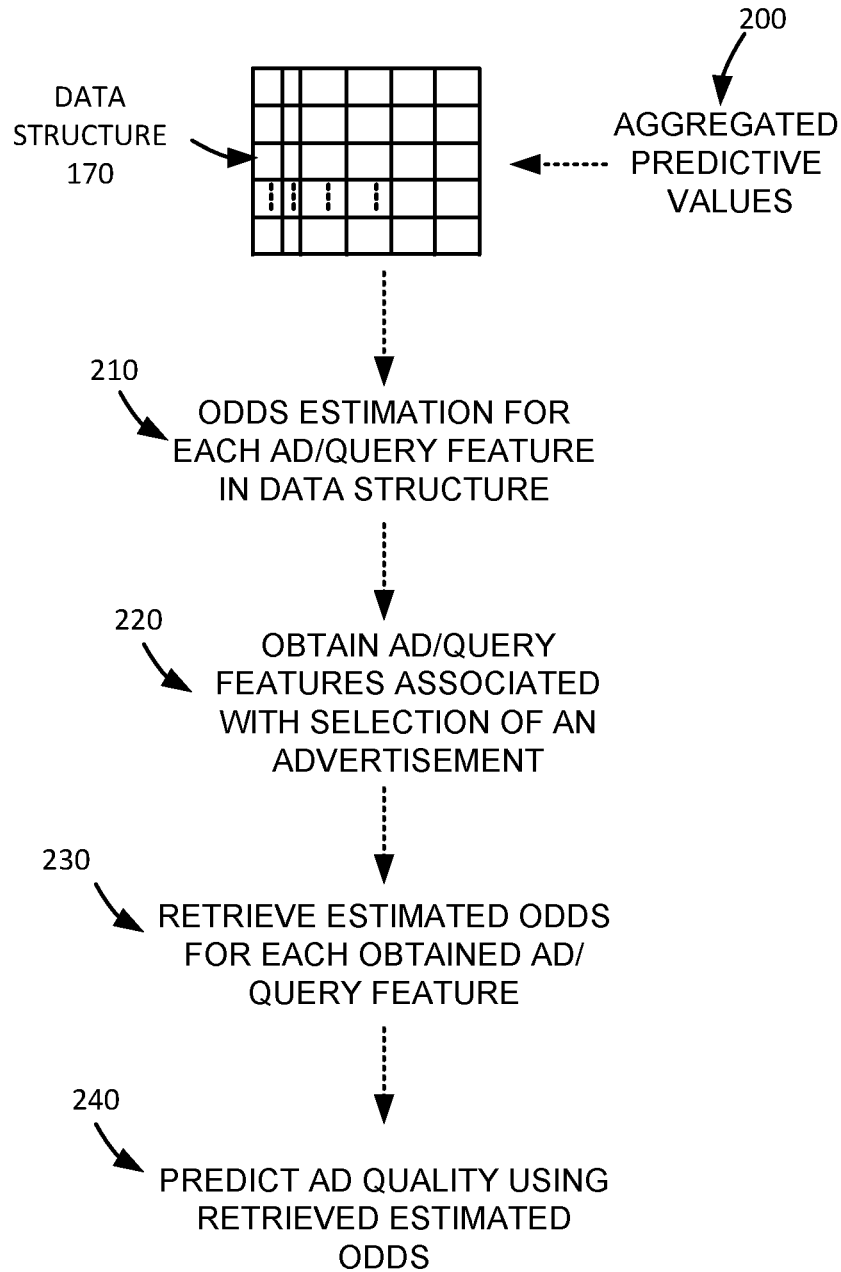 200
DATA
STRUCTURE
170
AGGREGATED
PREDICTIVE
VALUES
210
ODDS ESTIMATION FOR
EACH AD/QUERY FEATURE
IN DATA STRUCTURE
220
OBTAIN AD/QUERY
FEATURES ASSOCIATED
WITH SELECTION OF AN
ADVERTISEMENT
230
RETRIEVE ESTIMATED ODDS
FOR EACH OBTAINED AD/
QUERY FEATURE
240
PREDICT AD QUALITY USING
RETRIEVED ESTIMATED
ODDS